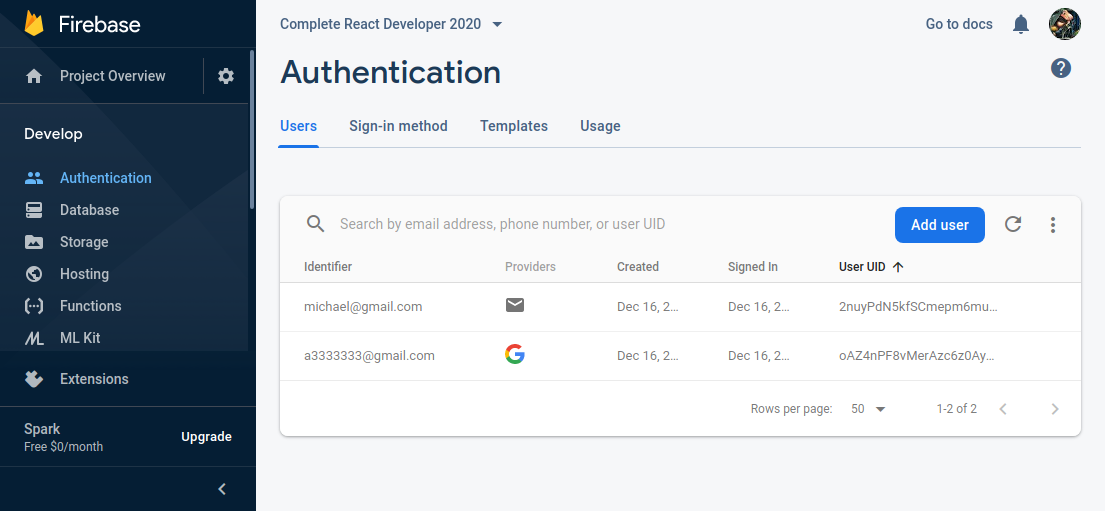 Firebase
Project Overview
Develop
Authentication
Database
Storage
Hosting
Functions
ML Kit
Extensions
Spark
Free $0/month
Upgrade
Complete React Developer 2020
Go to docs
Authentication
Users Sign-in method Templates Usage
Search by email address, phone number, or user UID
Add user
Identifier Providers Created Signed In User UID
michael@gmail.com Dec 16, 2... Dec 16, 2... 2nuyPdN5kfSCmepm6mu...
a3333333@gmail.com Dec 16, 2... Dec 16, 2... oAZ4nPF8vMerAzc6z0Ay...
Rows per page: 50 1-2 of 2